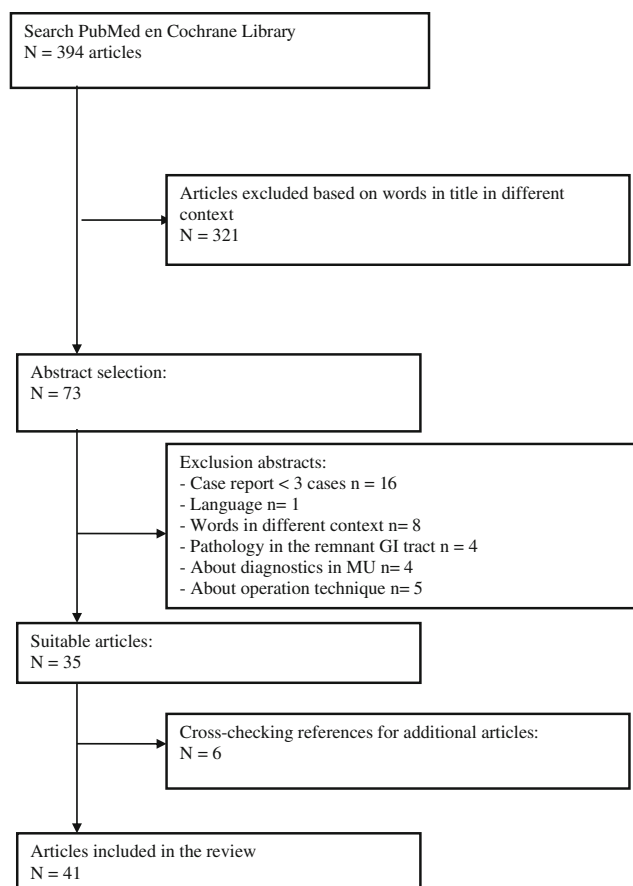 Search PubMed en Cochrane Library
N = 394 articles
Articles excluded based on words in title in different
context
N = 321
Abstract selection:
N = 73
Exclusion abstracts:
- Case report < 3 cases n = 16
- Language n= 1
- Words in different context n= 8
- Pathology in the remnant GI tract n = 4
- About diagnostics in MU n= 4
- About operation technique n= 5
Suitable articles:
N = 35
Cross-checking references for additional articles:
N = 6
Articles included in the review
N = 41